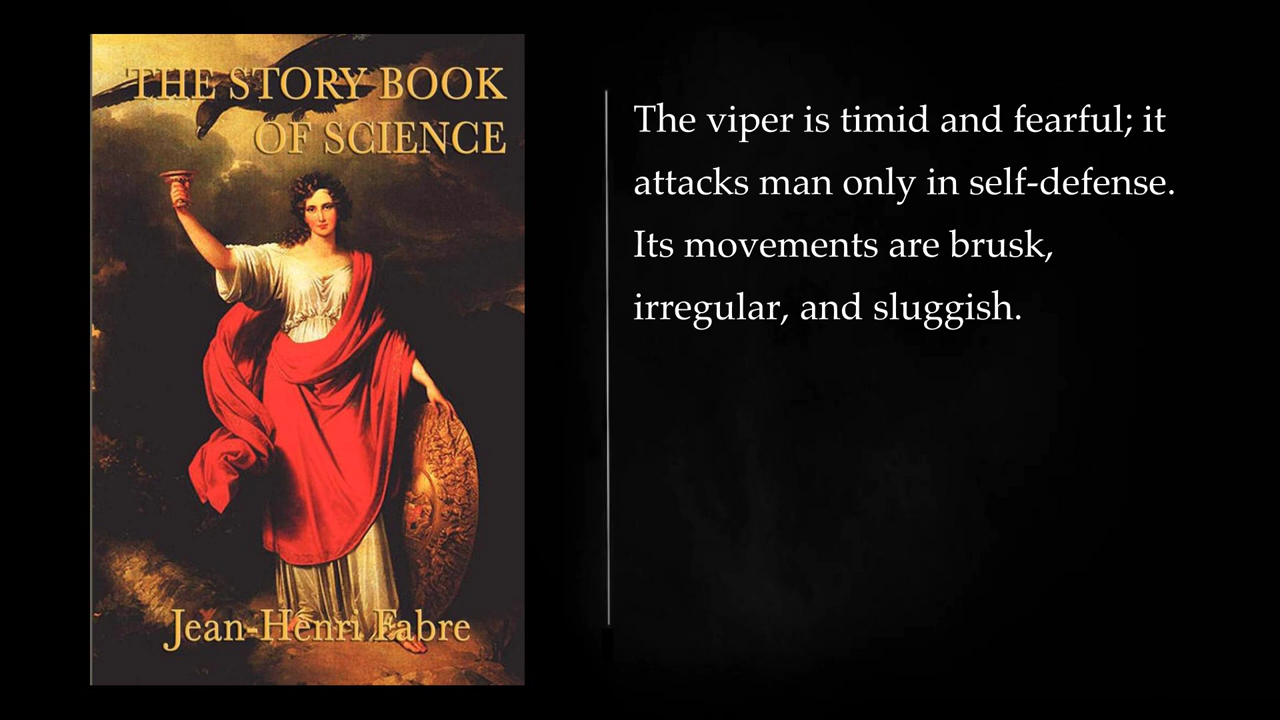 THE STORY BOOK
OF SCIENCE
Jean-Henri Fabre
The viper is timid and fearful; it
attacks man only in self-defense.
Its movements are brusk,
irregular, and sluggish.